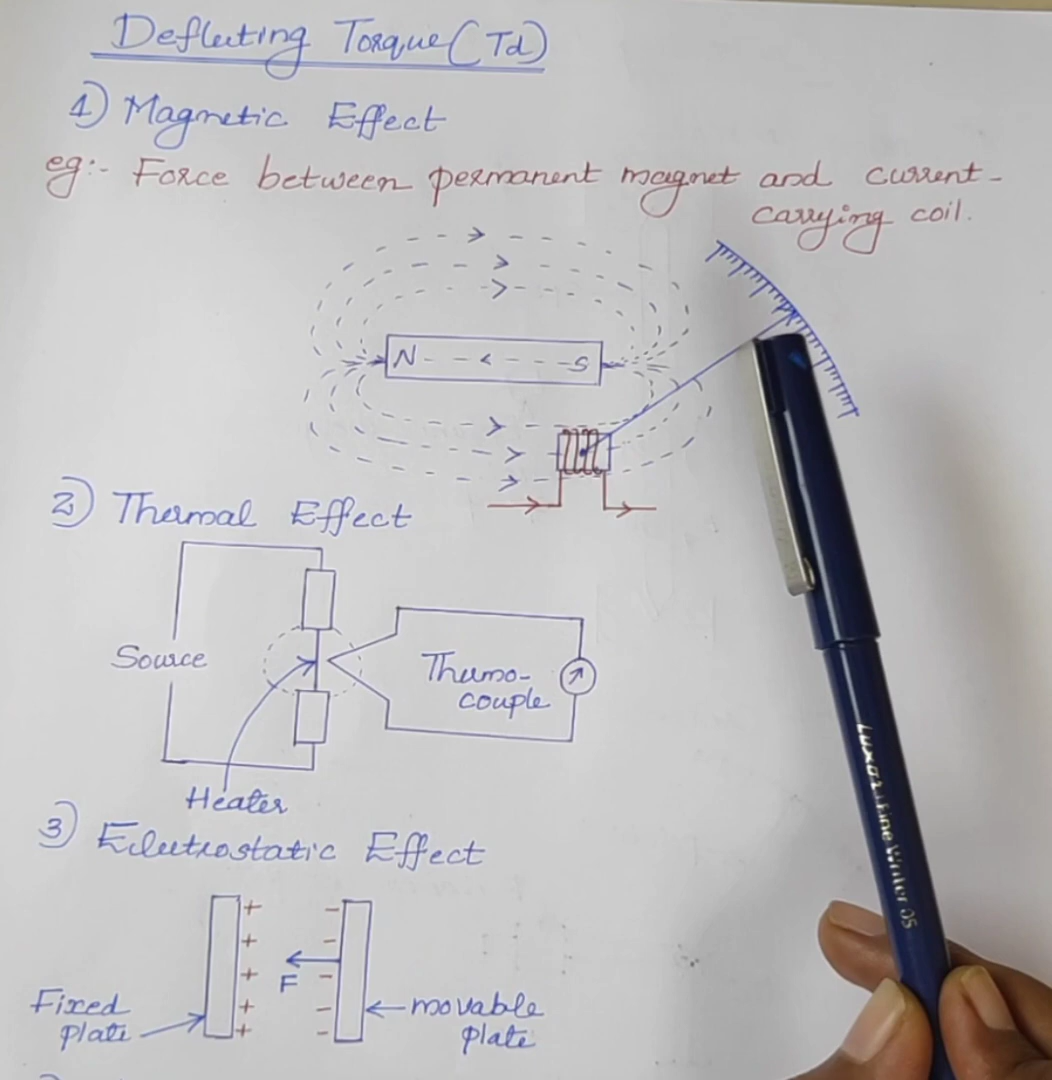 Deflecting Torque (Td)
1) Magnetic Effect
eg:- Force between permanent magnet and current-
carrying coil.
N
S
2) Thermal Effect
Source
Thermo-
couple
Heater
3) Electrostatic Effect
+ -
+ -
F
+ -
+ -
+ -
Fixed
plate
movable
plate
Luxor Fine Writer 05